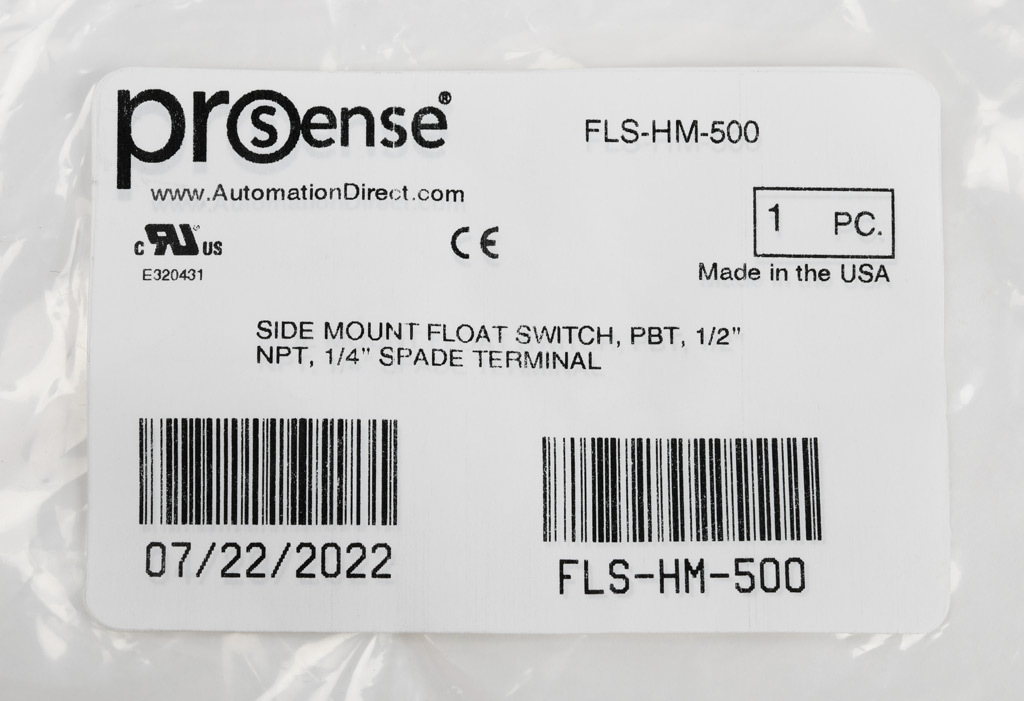 prosense®
FLS-HM-500
www.AutomationDirect.com
1 PC.
c RU US
E320431
CE
Made in the USA
SIDE MOUNT FLOAT SWITCH, PBT, 1/2"
NPT, 1/4" SPADE TERMINAL
07/22/2022
FLS-HM-500